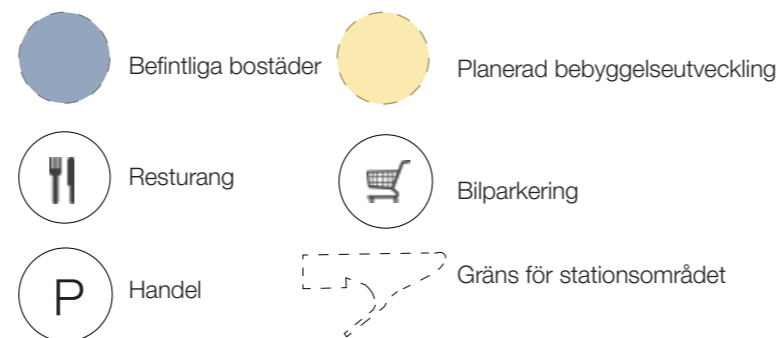 Befintliga bostäder
Planerad bebyggelseutveckling
Resturang
Bilparkering
P
Handel
Gräns för stationsområdet